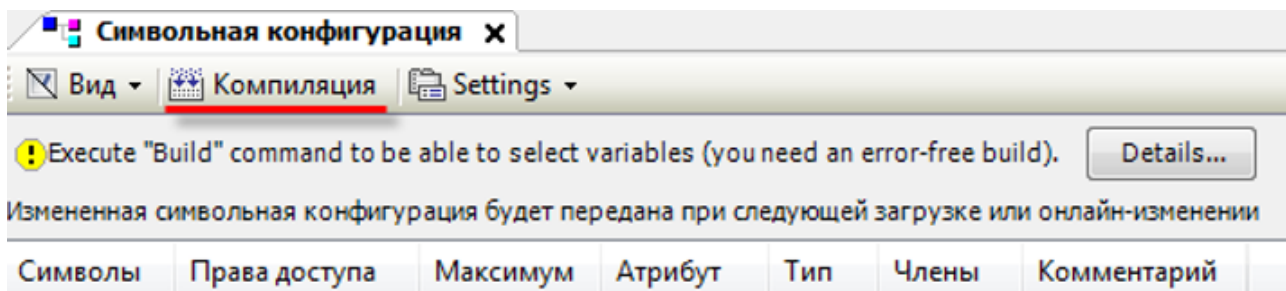 Символьная конфигурация
Вид Компиляция Settings
Execute "Build" command to be able to select variables (you need an error-free build). Details...
Измененная символьная конфигурация будет передана при следующей загрузке или онлайн-изменении
Символы Права доступа Максимум Атрибут Тип Члены Комментарий